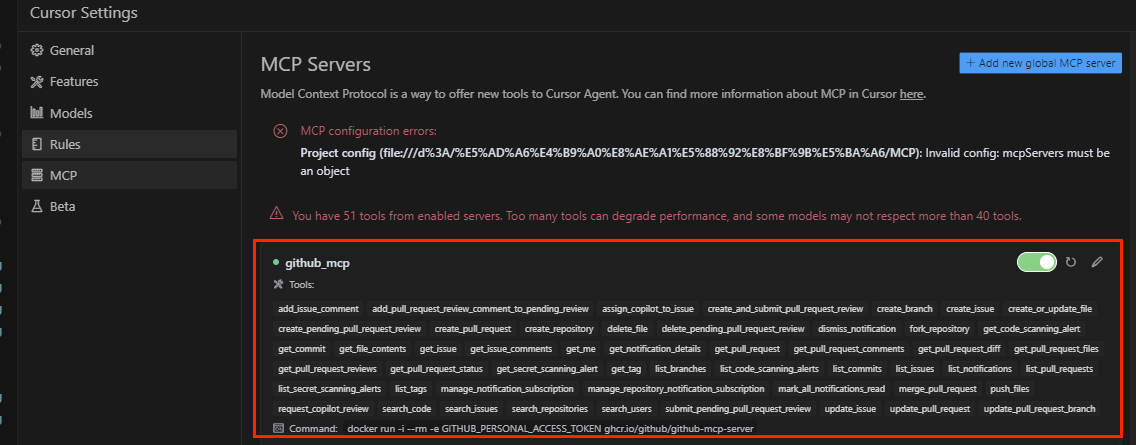 Cursor Settings
General
Features
Models
Rules
MCP
Beta
MCP Servers
+ Add new global MCP server
Model Context Protocol is a way to offer new tools to Cursor Agent. You can find more information about MCP in Cursor here.
MCP configuration errors:
Project config (file:///d%3A/%E5%AD%A6%E4%B9%A0%E8%AE%A1%E5%88%92%E8%BF%9B%E5%BA%A6/MCP): Invalid config: mcpServers must be
an object
You have 51 tools from enabled servers. Too many tools can degrade performance, and some models may not respect more than 40 tools.
github_mcp
Tools:
add_issue_comment add_pull_request_review_comment_to_pending_review assign_copilot_to_issue create_and_submit_pull_request_review create_branch create_issue create_or_update_file
create_pending_pull_request_review create_pull_request create_repository delete_file delete_pending_pull_request_review dismiss_notification fork_repository get_code_scanning_alert
get_commit get_file_contents get_issue get_issue_comments get_me get_notification_details get_pull_request get_pull_request_comments get_pull_request_diff get_pull_request_files
get_pull_request_reviews get_pull_request_status get_secret_scanning_alert get_tag list_branches list_code_scanning_alerts list_commits list_issues list_notifications list_pull_requests
list_secret_scanning_alerts list_tags manage_notification_subscription manage_repository_notification_subscription mark_all_notifications_read merge_pull_request push_files
request_copilot_review search_code search_issues search_repositories search_users submit_pending_pull_request_review update_issue update_pull_request update_pull_request_branch
Command: docker run -i --rm -e GITHUB_PERSONAL_ACCESS_TOKEN ghcr.io/github/github-mcp-server